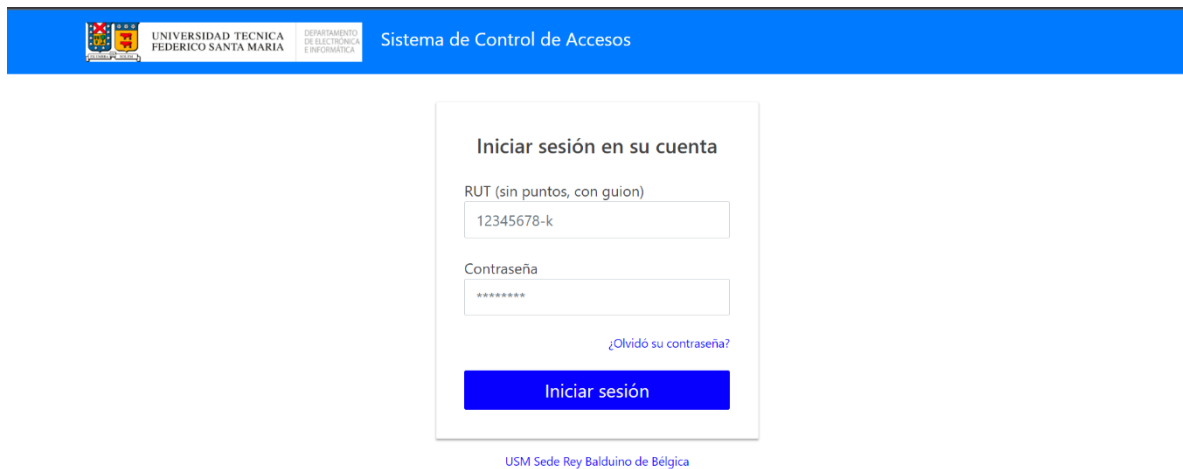 UNIVERSIDAD TECNICA
FEDERICO SANTA MARIA
DEPARTAMENTO
DE ELECTRÓNICA
E INFORMÁTICA
Sistema de Control de Accesos
Iniciar sesión en su cuenta
RUT (sin puntos, con guion)
12345678-k
Contraseña
********
¿Olvidó su contraseña?
Iniciar sesión
USM Sede Rey Balduino de Bélgica